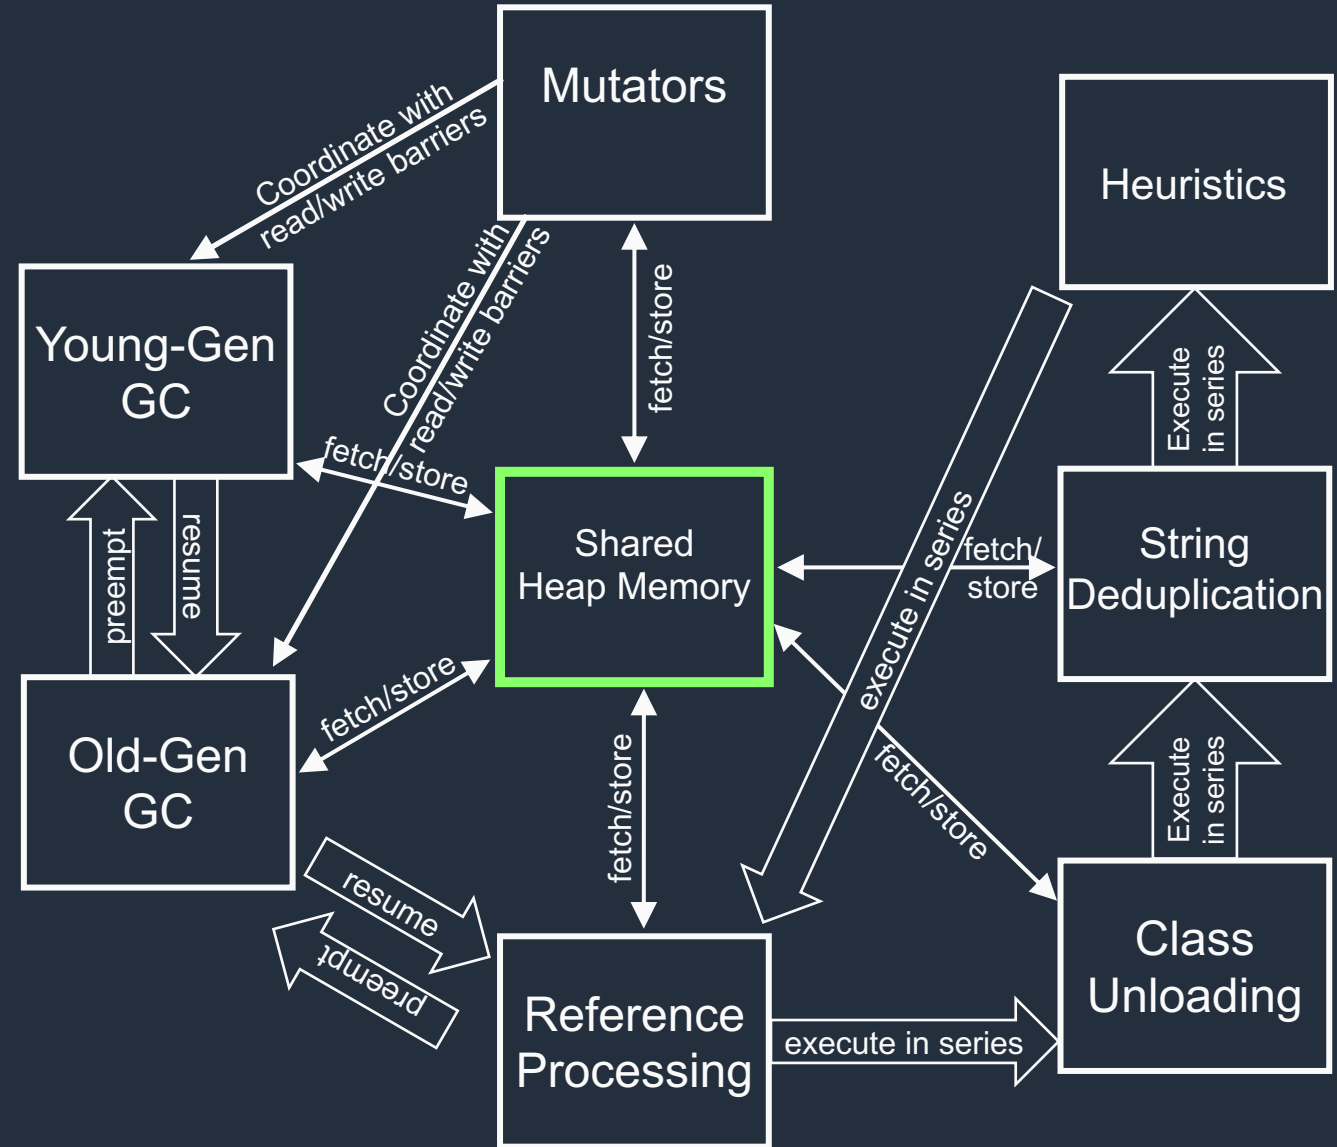 Mutators
Heuristics
Coordinate with
read/write barriers
Coordinate with
read/write barriers
fetch/store
Young-Gen
GC
Execute
in series
fetch/store
preempt
resume
Shared
Heap Memory
execute in series
fetch/
store
String
Deduplication
Old-Gen
GC
fetch/store
fetch/store
fetch/store
Execute
in series
resume
preempt
Reference
Processing
execute in series
Class
Unloading